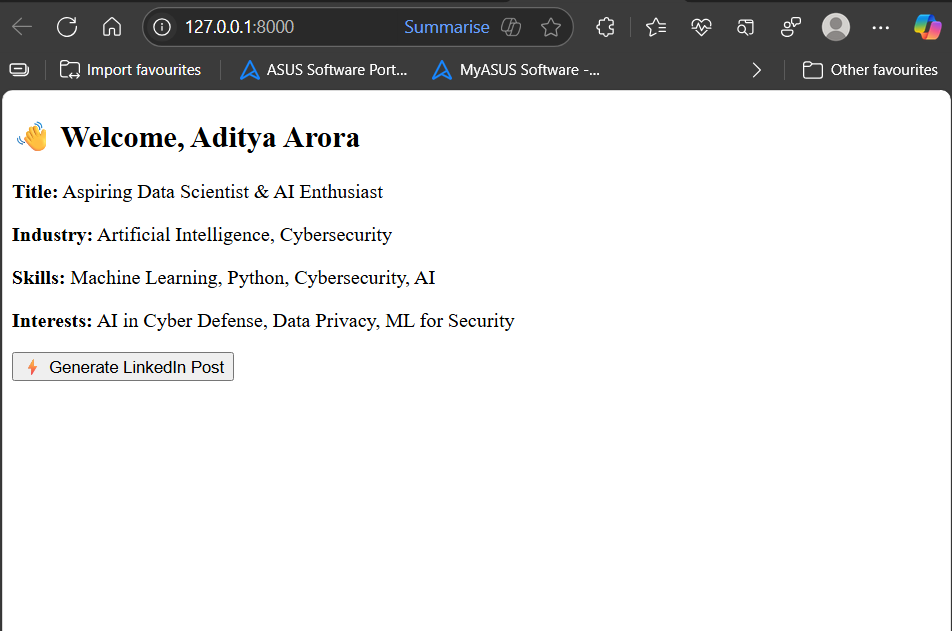 127.0.0.1:8000
Summarise
Import favourites
ASUS Software Port...
MyASUS Software -...
Other favourites
👋 Welcome, Aditya Arora
Title: Aspiring Data Scientist & AI Enthusiast
Industry: Artificial Intelligence, Cybersecurity
Skills: Machine Learning, Python, Cybersecurity, AI
Interests: AI in Cyber Defense, Data Privacy, ML for Security
⚡ Generate LinkedIn Post